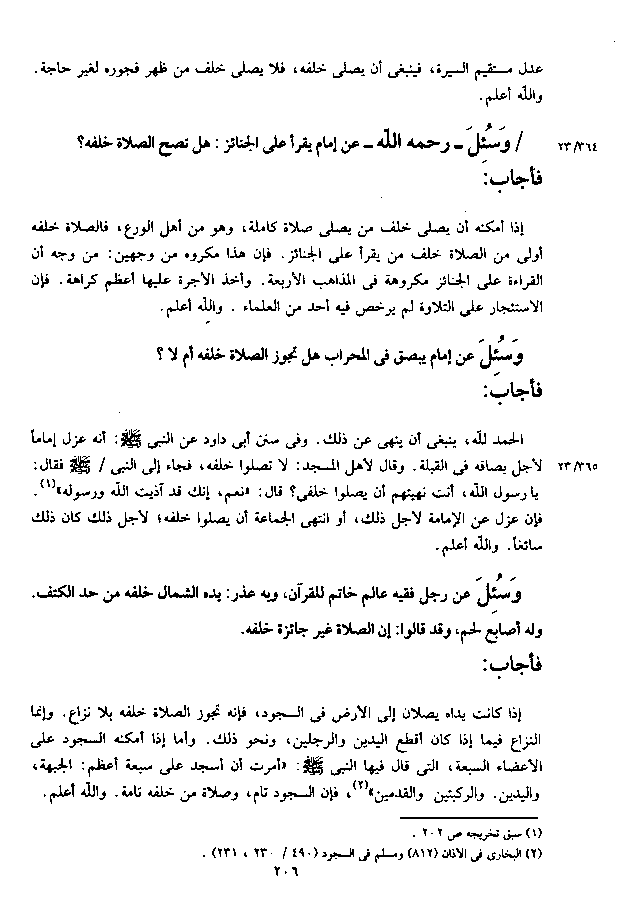 عدل مستقيم السيرة، فينبغى أن يصلى خلفه، فلا يصلى خلف من ظهر فجوره لغير حاجة.
والله أعلم.
٢٣/٣٦٤ / وَسُئِلَ ـ رحمه الله ـ عن إمام يقرأ على الجنائز : هل تصح الصلاة خلفه؟
فأجاب:
إذا أمكنه أن يصلى خلف من يصلى صلاة كاملة، وهو من أهل الورع، فالصلاة خلفه
أولى من الصلاة خلف من يقرأ على الجنائز. فإن هذا مكروه من وجهين: من وجه أن
القراءة على الجنائز مكروهة فى المذاهب الأربعة. وأخذ الأجرة عليها أعظم كراهة. فإن
الاستئجار على التلاوة لم يرخص فيه أحد من العلماء . والله أعلم.
وَسُئِلَ عن إمام يبصق فى المحراب هل تجوز الصلاة خلفه أم لا ؟
فأجاب:
الحمد لله، ينبغى أن ينهى عن ذلك. وفى سنن أبى داود عن النبي ﷺ: أنه عزل إماماً
٢٣/٣٦٥ لأجل بصاقه فى القبلة. وقال لأهل المسجد: لا تصلوا خلفه، فجاء إلى النبي / ﷺ فقال:
يا رسول الله، أنت نهيتهم أن يصلوا خلفى؟ قال: «نعم، إنك قد آذيت الله ورسوله»(١).
فإن عزل عن الإمامة لأجل ذلك، أو انتهى الجماعة أن يصلوا خلفه؛ لأجل ذلك كان ذلك
سائغاً. والله أعلم.
وَسُئِلَ عن رجل فقيه عالم خاتم للقرآن، وبه عذر: يده الشمال خلفه من حد الكتف.
وله أصابع لحم، وقد قالوا: إن الصلاة غير جائزة خلفه.
فأجاب:
إذا كانت يداه يصلان إلى الأرض فى السجود، فإنه تجوز الصلاة خلفه بلا نزاع. وإنما
النزاع فيما إذا كان أقطع اليدين والرجلين، ونحو ذلك. وأما إذا أمكنه السجود على
الأعضاء السبعة، التى قال فيها النبي ﷺ: «أمرت أن أسجد على سبعة أعظم: الجبهة،
واليدين. والركبتين والقدمين»(٢)، فإن السجود تام، وصلاة من خلفه تامة. والله أعلم.
(١) سبق تخريجه ص ٢٠٢ .
(٢) البخارى فى الأذان (٨١٢) ومسلم فى السجود (٤٩٠ / ٢٣٠ ، ٢٣١) .
٢٠٦